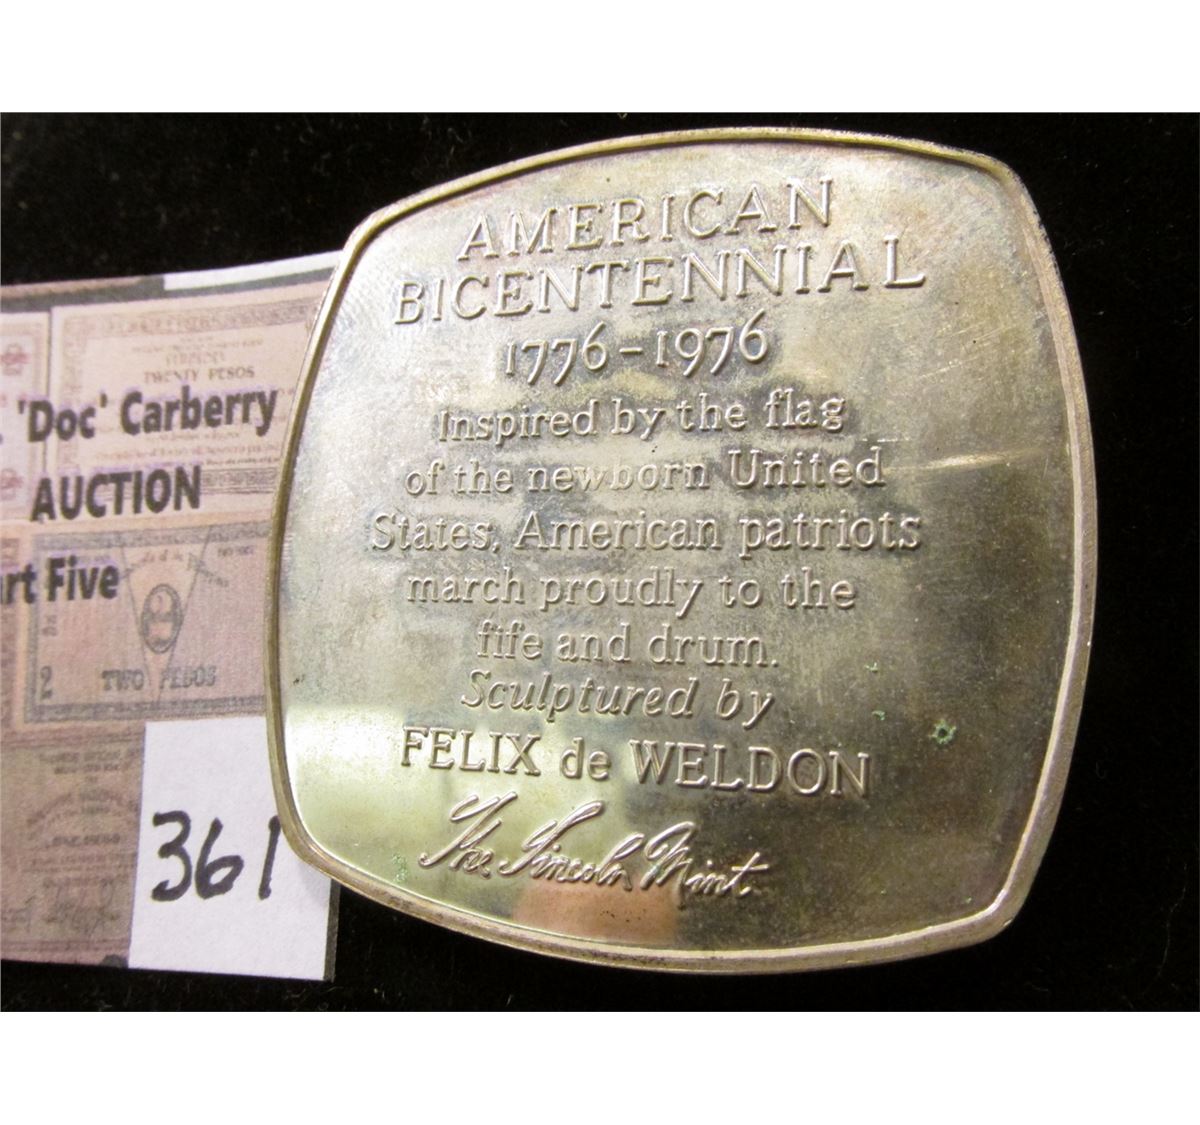 AMERICAN
BICENTENNIAL
1776-1976
Inspired by the flag
of the newborn United
States, American patriots
march proudly to the
fife and drum.
Sculptured by
FELIX de WELDON
The Lincoln Mint
'Doc' Carberry
AUCTION
Five
TWENTY PESOS
2
2
TWO PESOS
361